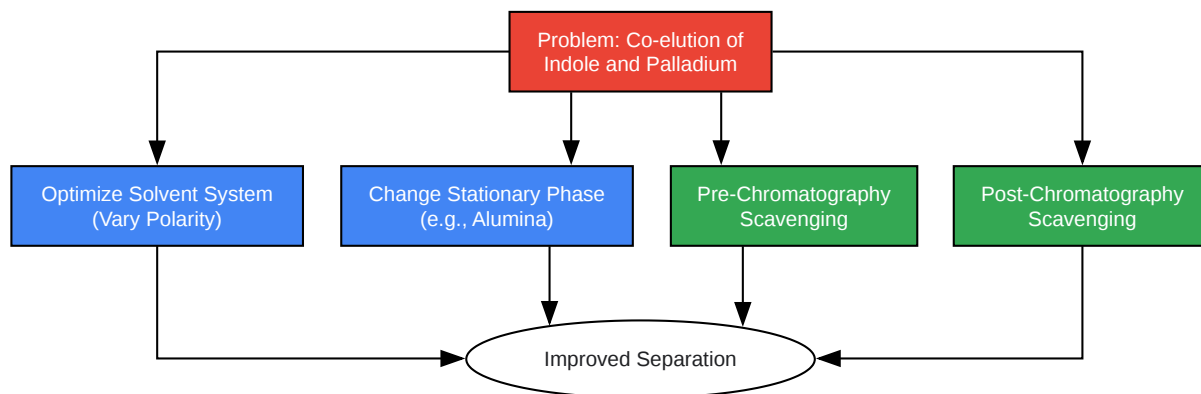 Problem: Co-elution of
Indole and Palladium
Optimize Solvent System
(Vary Polarity)
Change Stationary Phase
(e.g., Alumina)
Pre-Chromatography
Scavenging
Post-Chromatography
Scavenging
Improved Separation